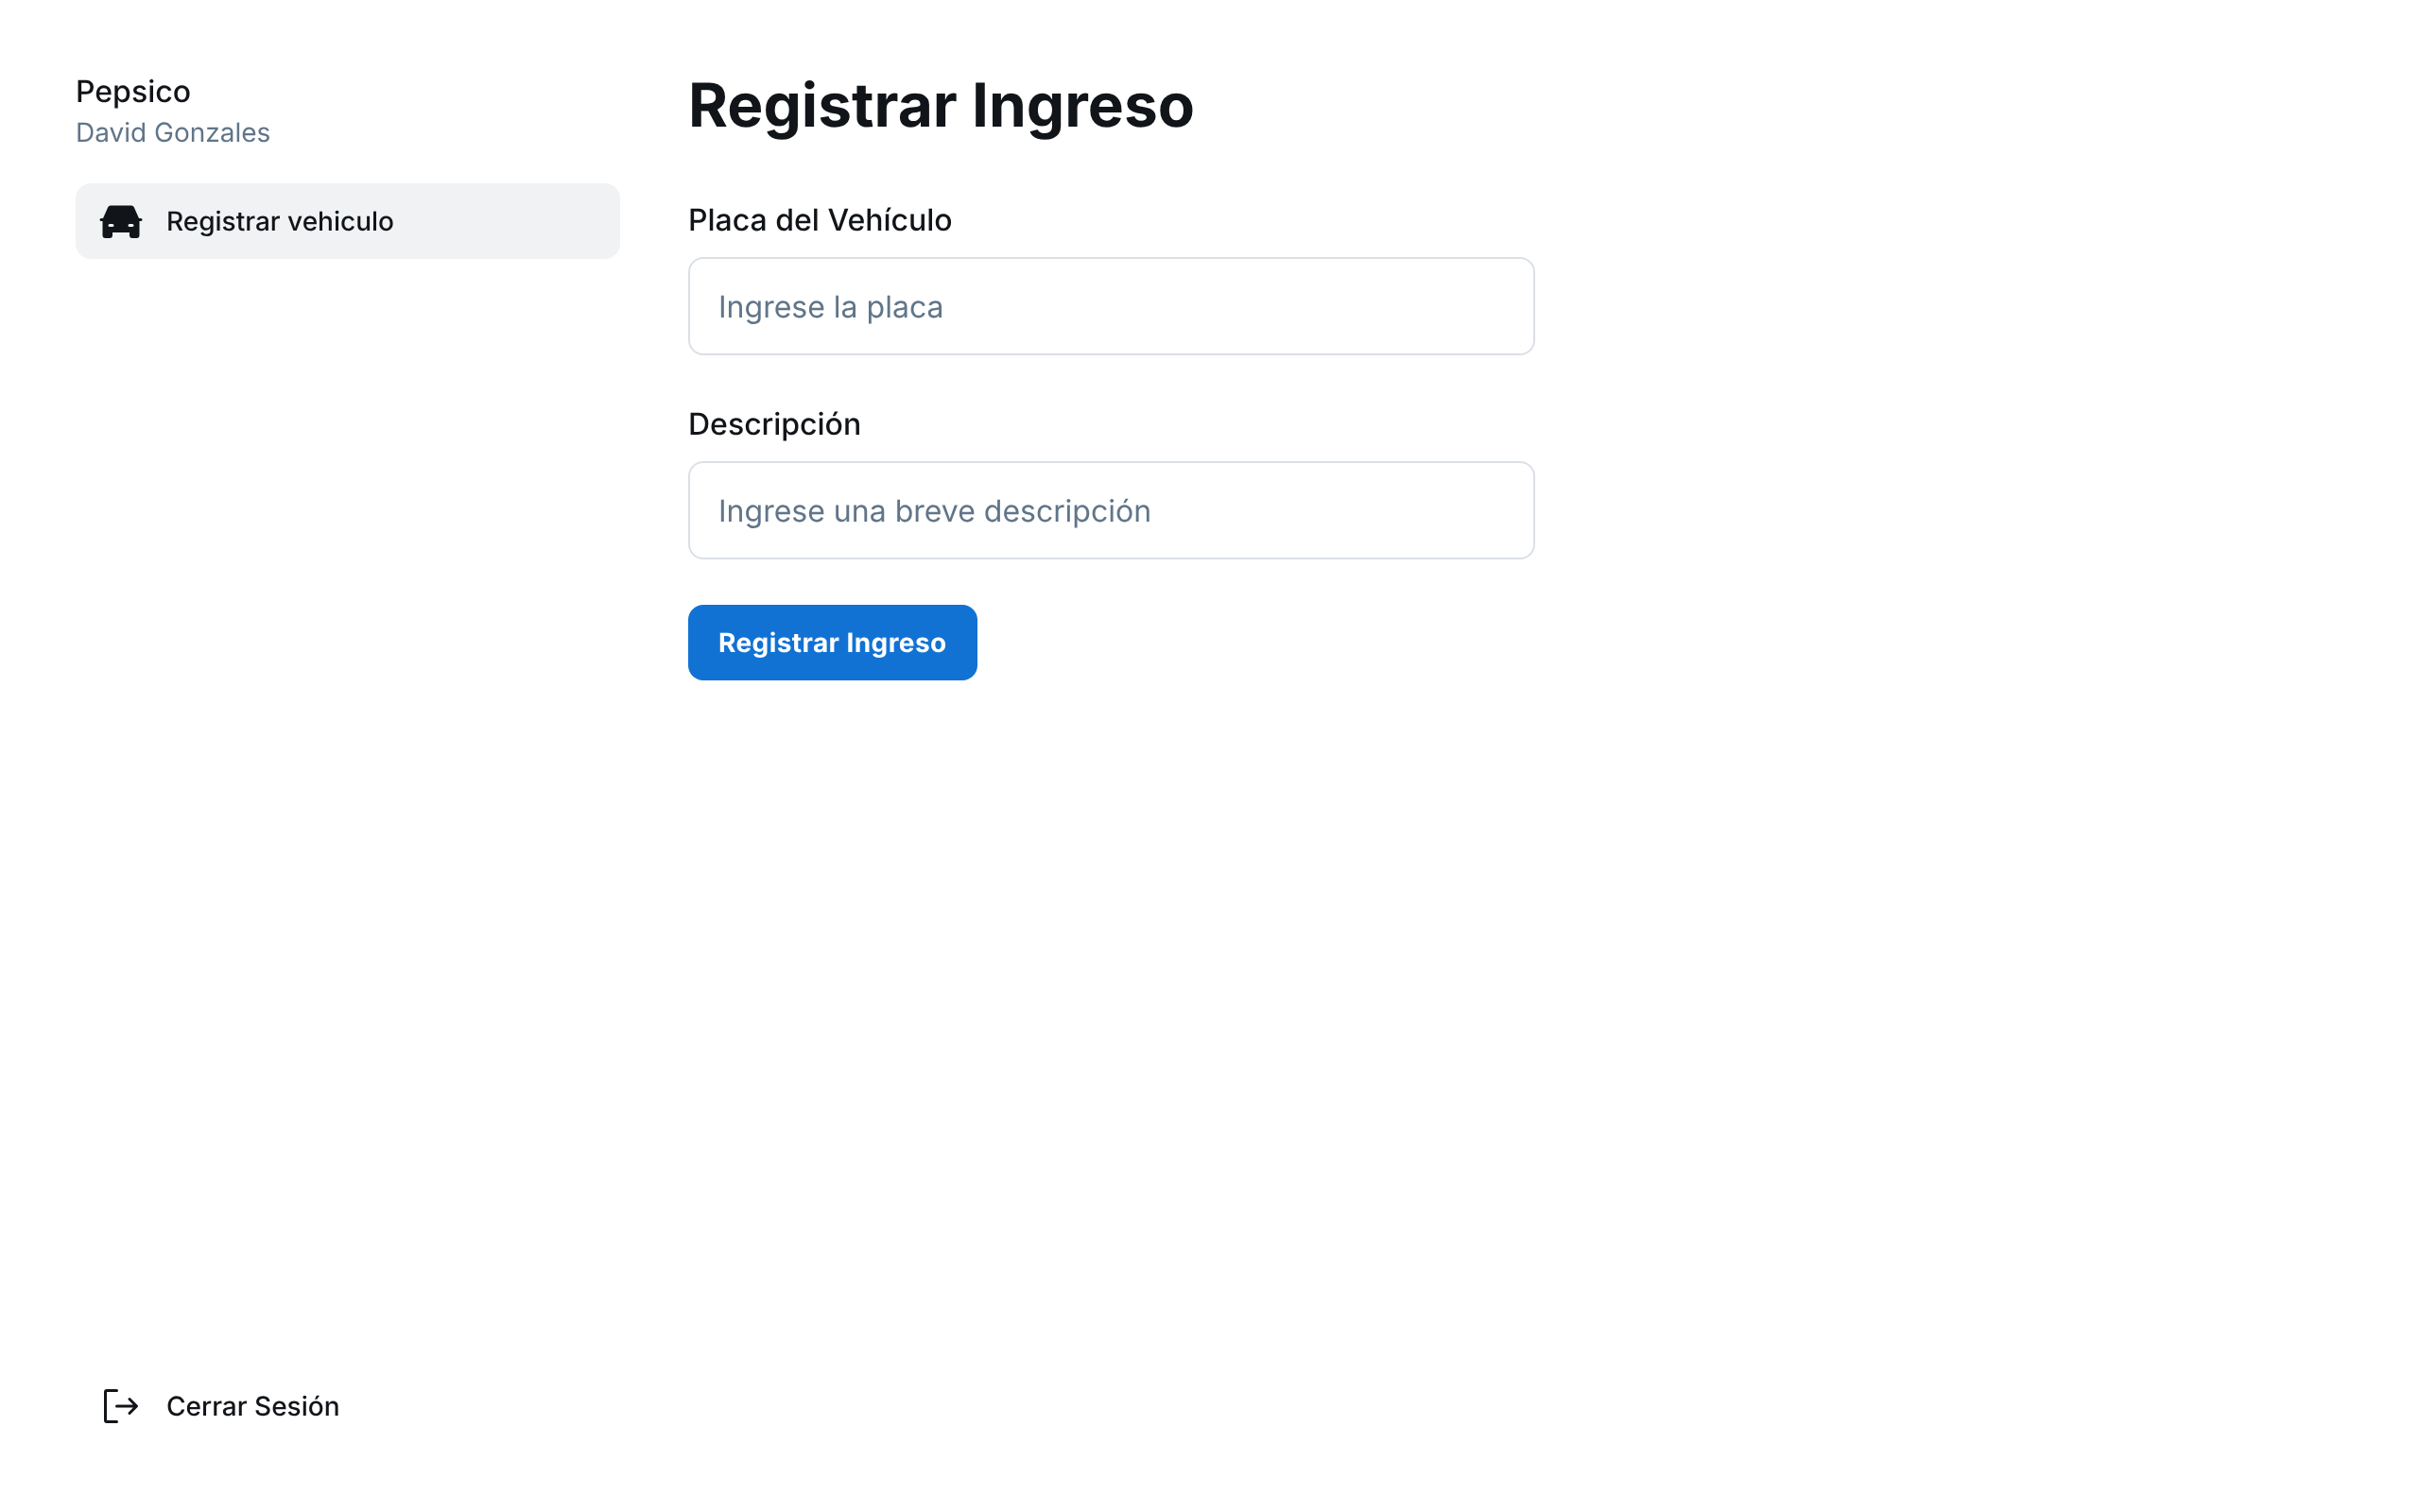 Pepsico
David Gonzales
Registrar vehiculo
Cerrar Sesión
Registrar Ingreso
Placa del Vehículo
Ingrese la placa
Descripción
Ingrese una breve descripción
Registrar Ingreso